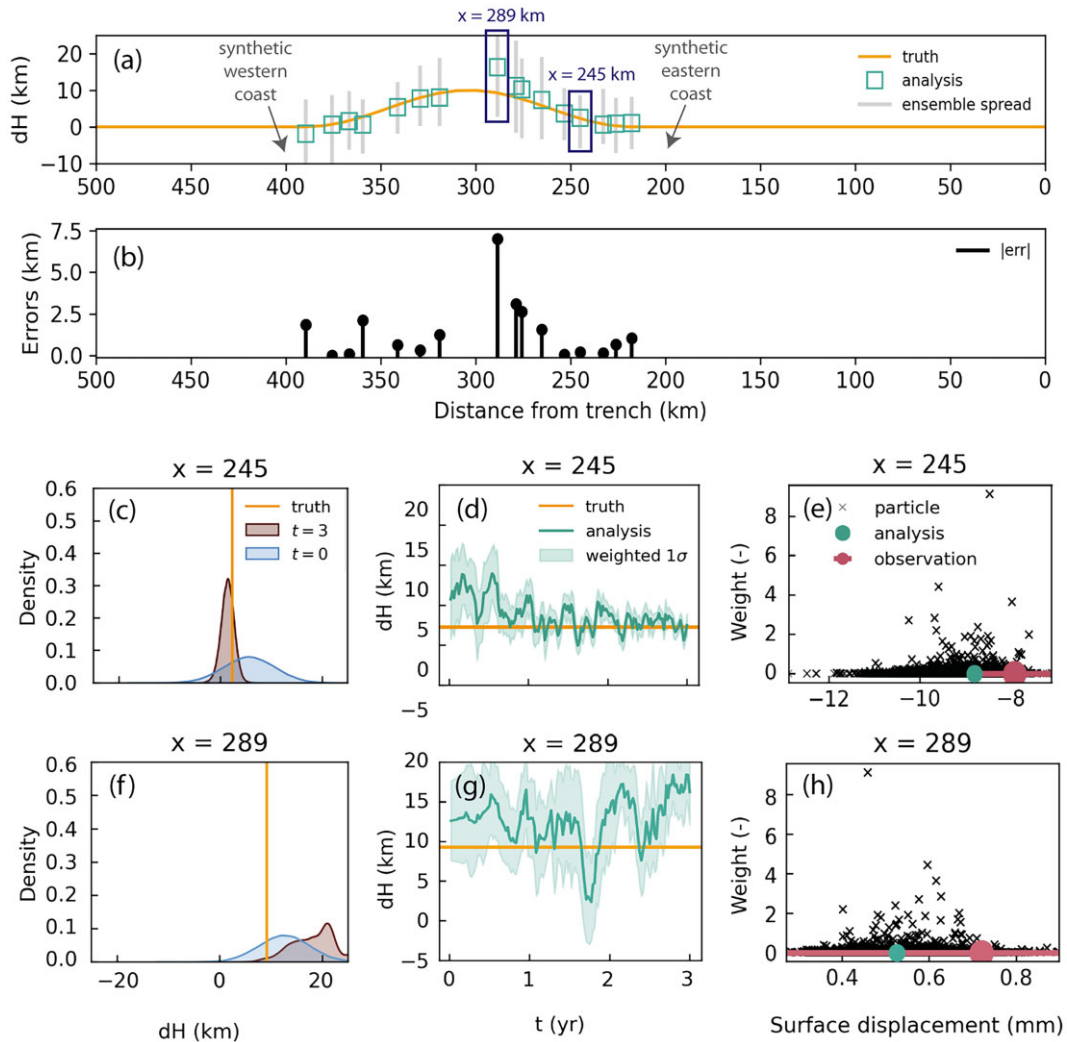 x = 289 km
(a)
synthetic western coast
x = 245 km
synthetic eastern coast
truth
analysis
ensemble spread
dH (km)
20
10
0
−10
500 450 400 350 300 250 200 150 100 50 0
(b)
|err|
Errors (km)
7.5
5.0
2.5
0.0
500 450 400 350 300 250 200 150 100 50 0
Distance from trench (km)
x = 245
(c)
truth
t = 3
t = 0
Density
0.6
0.5
0.4
0.3
0.2
0.1
0.0
x = 245
(d)
truth
analysis
weighted 1σ
dH (km)
20
15
10
5
0
−5
x = 245
(e)
particle
analysis
observation
Weight (-)
8
6
4
2
0
−12 −10 −8
x = 289
(f)
Density
0.6
0.5
0.4
0.3
0.2
0.1
0.0
−20 0 20
dH (km)
x = 289
(g)
dH (km)
20
15
10
5
0
−5
0 1 2 3
t (yr)
x = 289
(h)
Weight (-)
8
6
4
2
0
0.4 0.6 0.8
Surface displacement (mm)